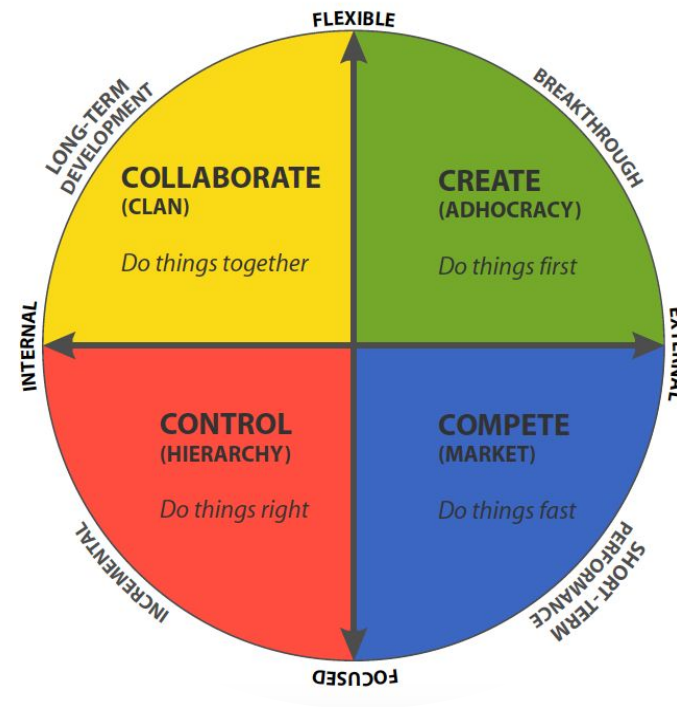 FLEXIBLE
LONG-TERM
DEVELOPMENT
BREAKTHROUGH
COLLABORATE
(CLAN)
Do things together
CREATE
(ADHOCRACY)
Do things first
INTERNAL
EXTERNAL
CONTROL
(HIERARCHY)
Do things right
COMPETE
(MARKET)
Do things fast
INCREMENTAL
SHORT-TERM
PERFORMANCE
FOCUSED